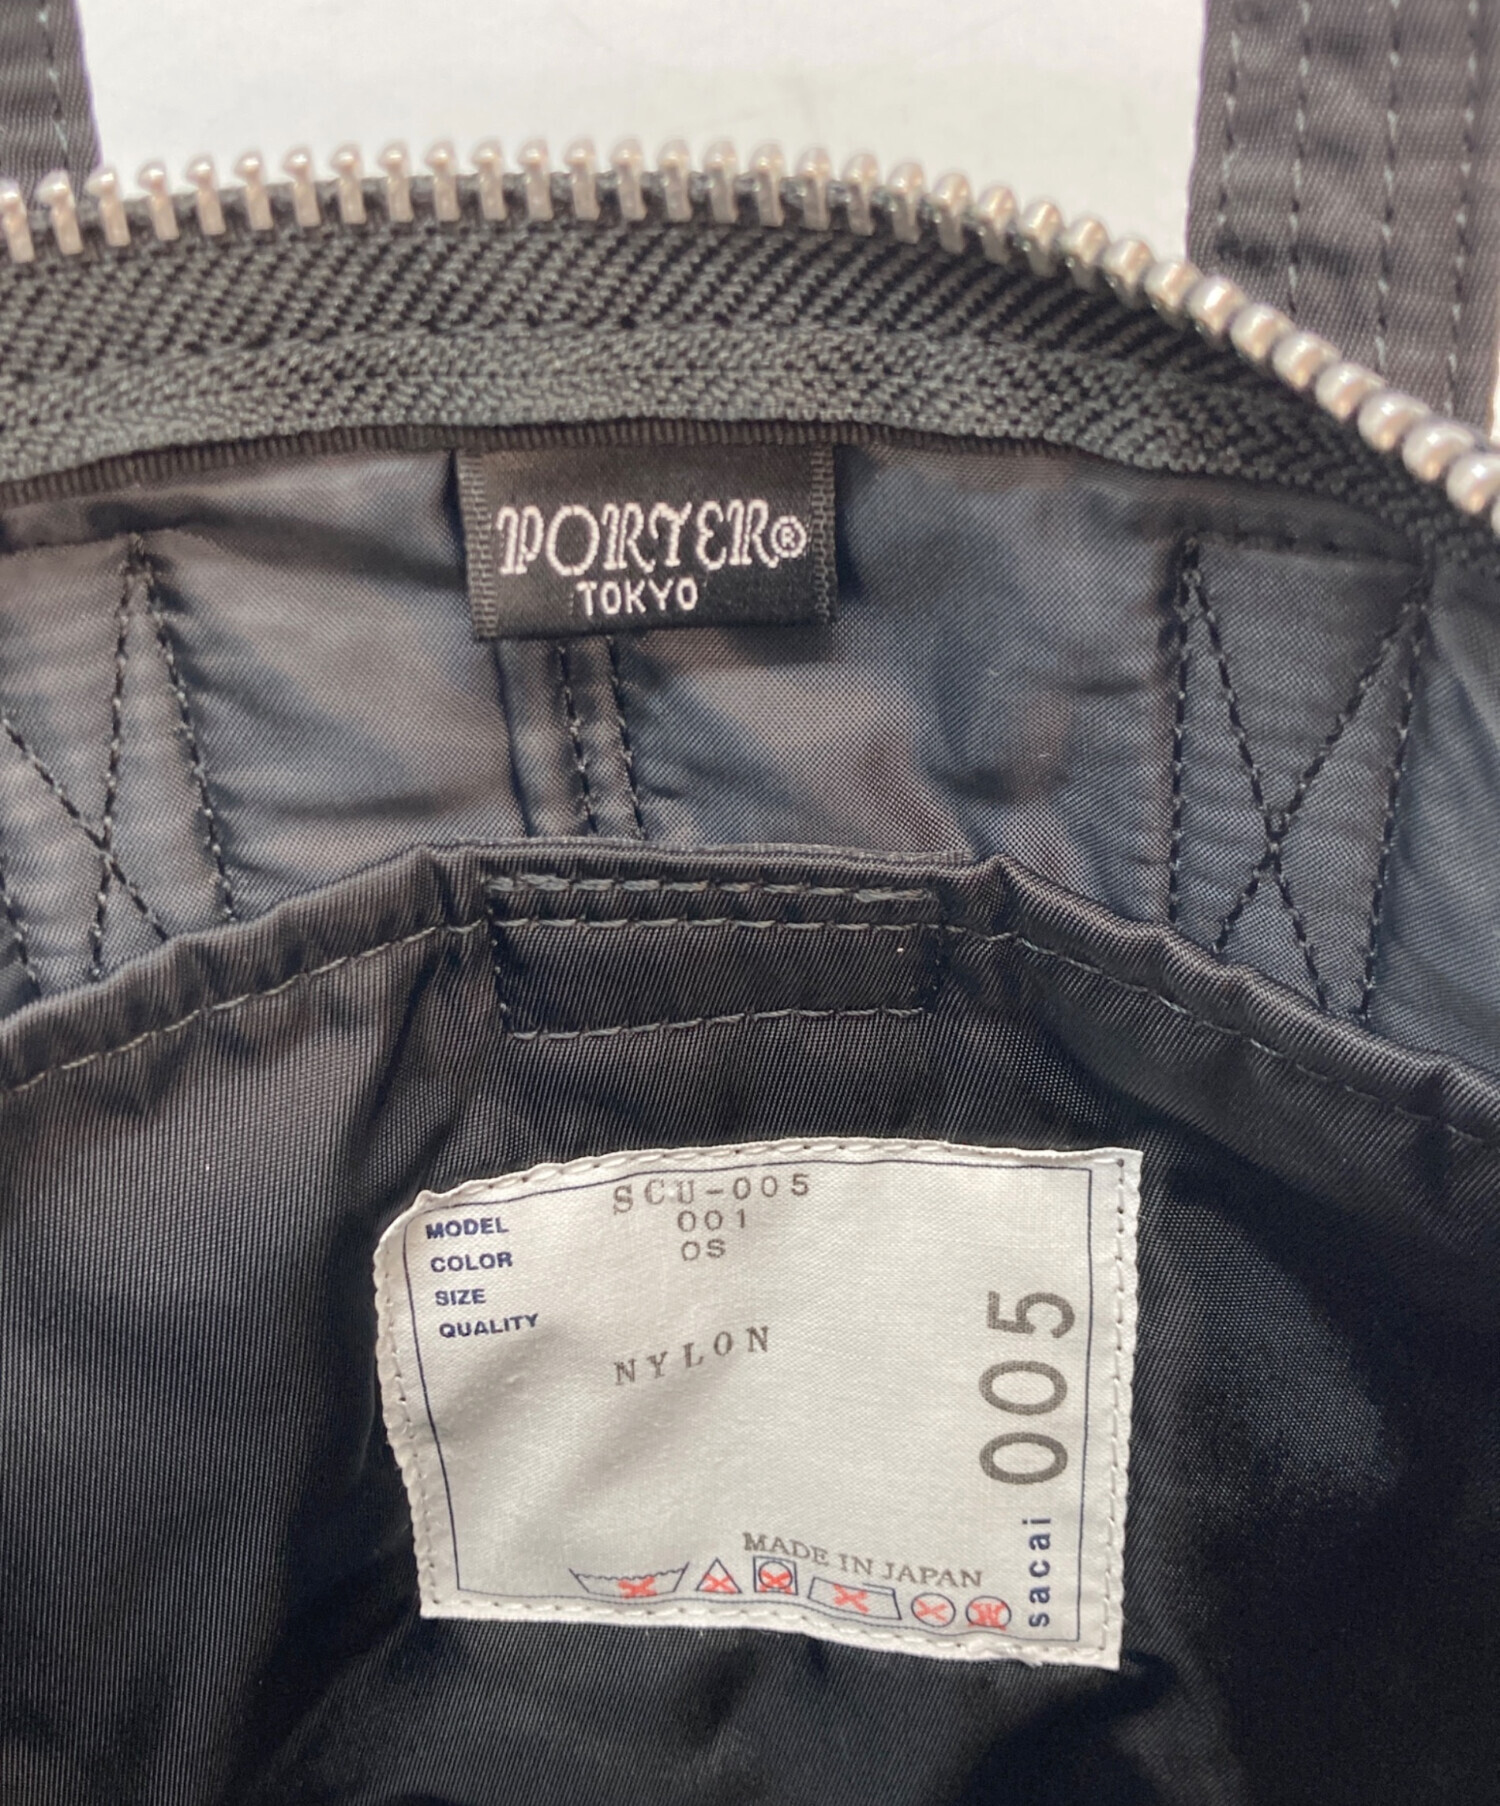 PORTER®
TOKYO
MODEL SCU-005
COLOR 001
SIZE OS
QUALITY
NYLON
005
sacai
MADE IN JAPAN